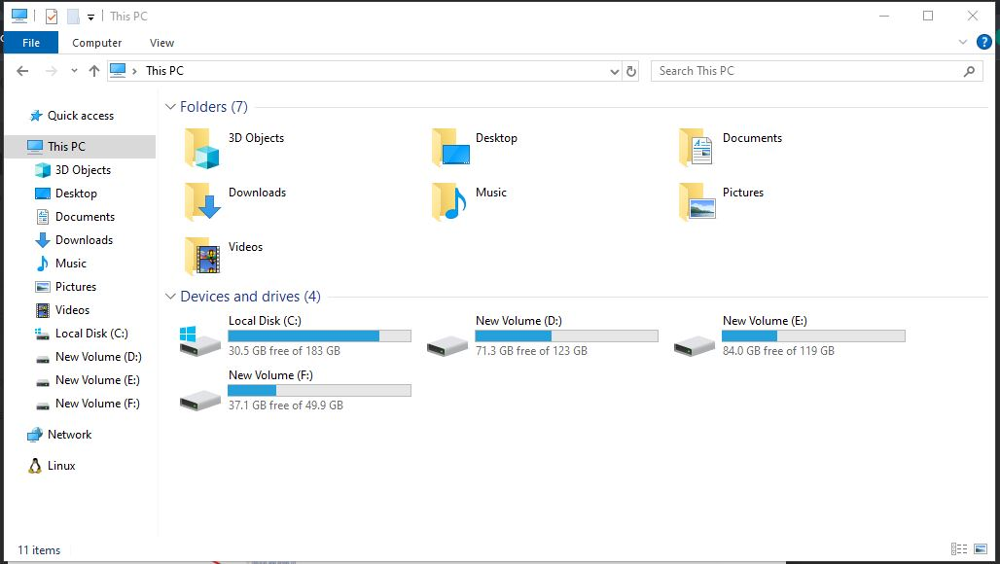 This PC
File Computer View
This PC
Search This PC
Quick access
This PC
3D Objects
Desktop
Documents
Downloads
Music
Pictures
Videos
Local Disk (C:)
New Volume (D:)
New Volume (E:)
New Volume (F:)
Network
Linux
Folders (7)
3D Objects
Desktop
Documents
Downloads
Music
Pictures
Videos
Devices and drives (4)
Local Disk (C:)
30.5 GB free of 183 GB
New Volume (D:)
71.3 GB free of 123 GB
New Volume (E:)
84.0 GB free of 119 GB
New Volume (F:)
37.1 GB free of 49.9 GB
11 items